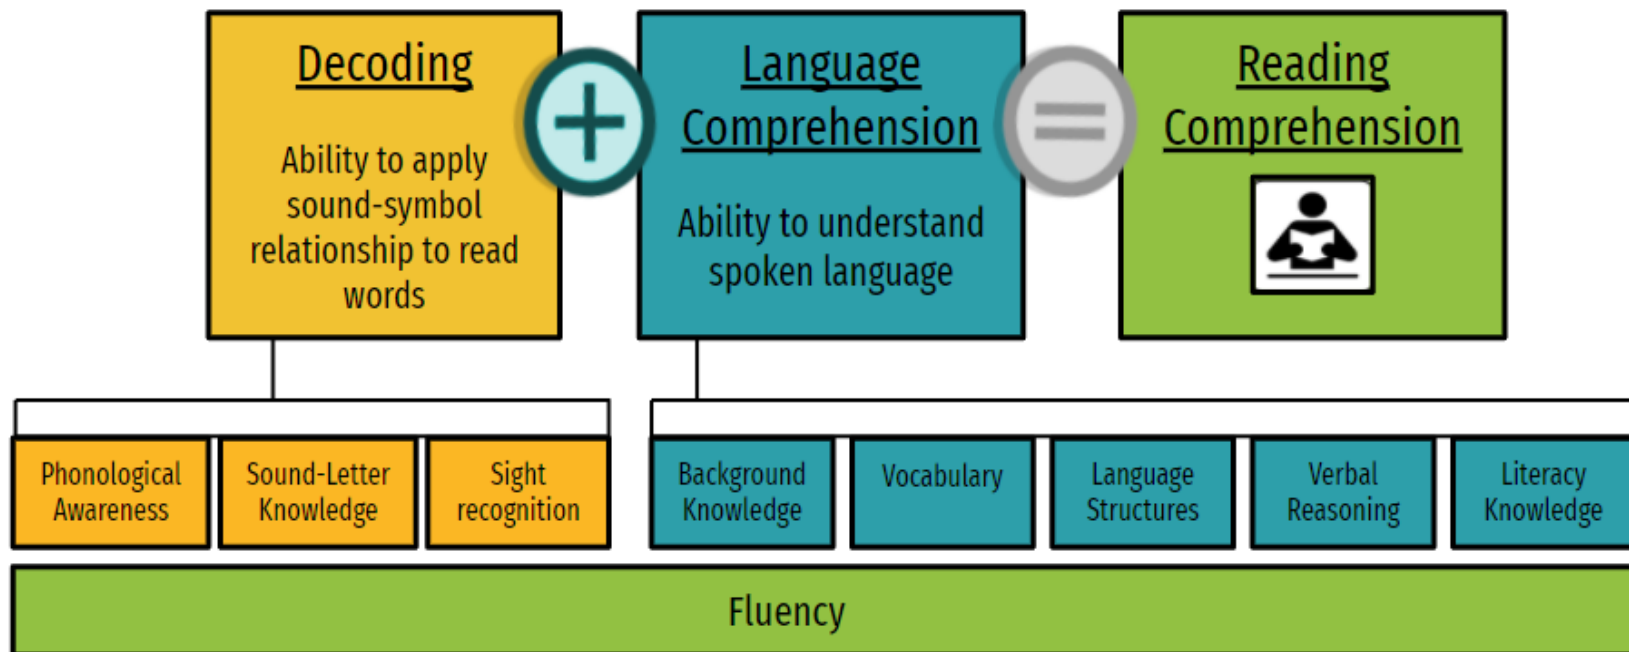 Decoding
Ability to apply
sound-symbol
relationship to read
words
+
Language
Comprehension
Ability to understand
spoken language
=
Reading
Comprehension
Phonological
Awareness
Sound-Letter
Knowledge
Sight
recognition
Background
Knowledge
Vocabulary
Language
Structures
Verbal
Reasoning
Literacy
Knowledge
Fluency